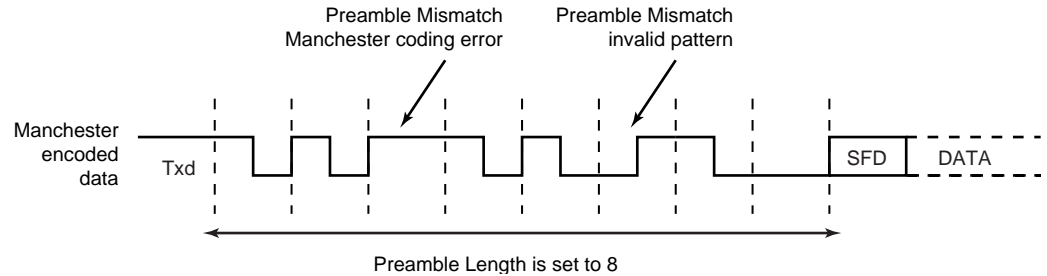 Preamble Mismatch
Manchester coding error
Preamble Mismatch
invalid pattern
Manchester
encoded
data
Txd
SFD
DATA
Preamble Length is set to 8